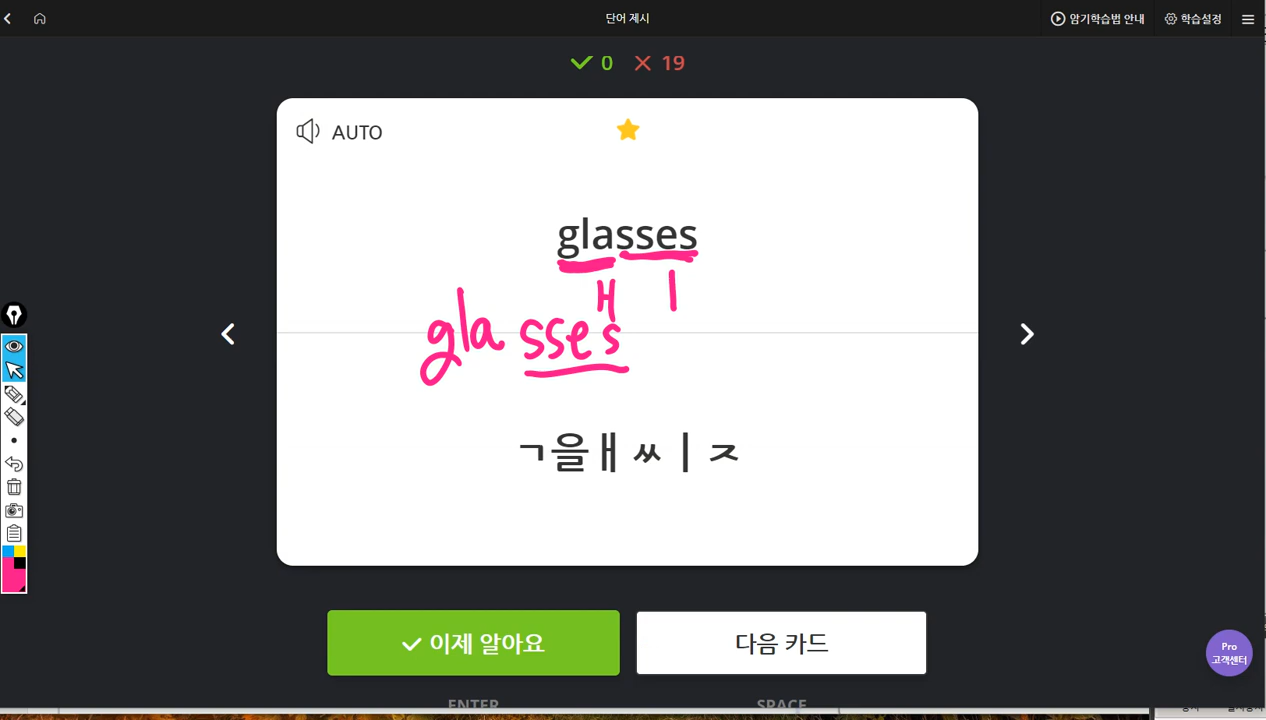 단어 제시
암기학습법 안내
학습설정
0 19
AUTO
glasses
ㅐ ㅣ
glasses
ㄱ을ㅐㅆㅣㅈ
이제 알아요
다음 카드
Pro
고객센터
ENTER
SPACE